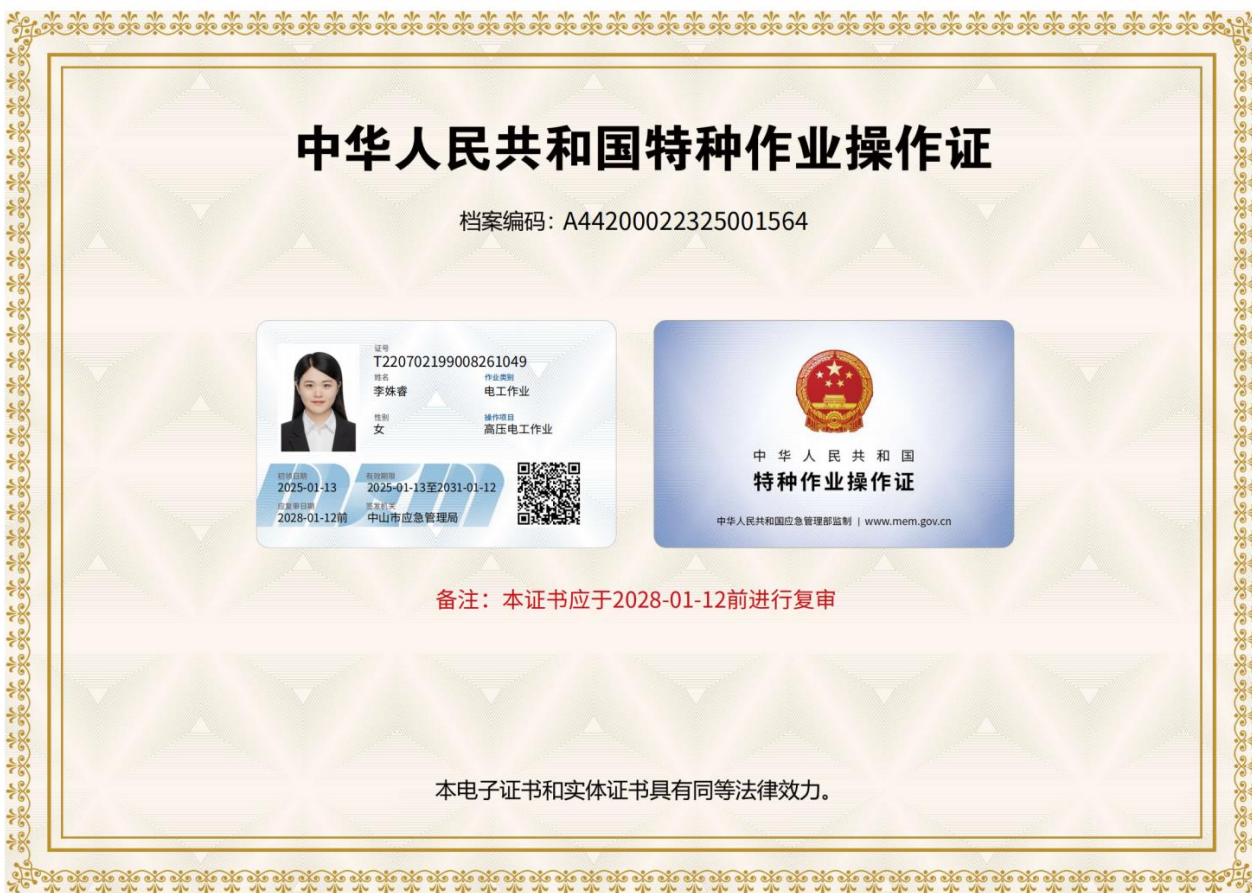 中华人民共和国特种作业操作证
档案编码：A44200022325001564
证号
T220702199008261049
姓名 作业类别
李姝睿 电工作业
性别 操作项目
女 高压电工作业
初领日期 有效期限
2025-01-13 2025-01-13至2031-01-12
应复审日期 签发机关
2028-01-12前 中山市应急管理局
中华人民共和国
特种作业操作证
中华人民共和国应急管理部监制 | www.mem.gov.cn
备注：本证书应于2028-01-12前进行复审
本电子证书和实体证书具有同等法律效力。